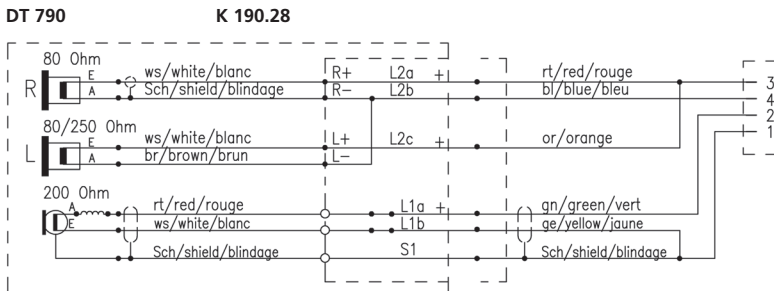 DT 790 K 190.28
80 Ohm
R E ws/white/blanc R+ L2a + rt/red/rouge 3
A Sch/shield/blindage R- L2b bl/blue/bleu 4
2
80/250 Ohm
L E ws/white/blanc L+ L2c + or/orange 1
A br/brown/brun L-
200 Ohm
A rt/red/rouge L1a + gn/green/vert
E ws/white/blanc L1b ge/yellow/jaune
Sch/shield/blindage S1 Sch/shield/blindage